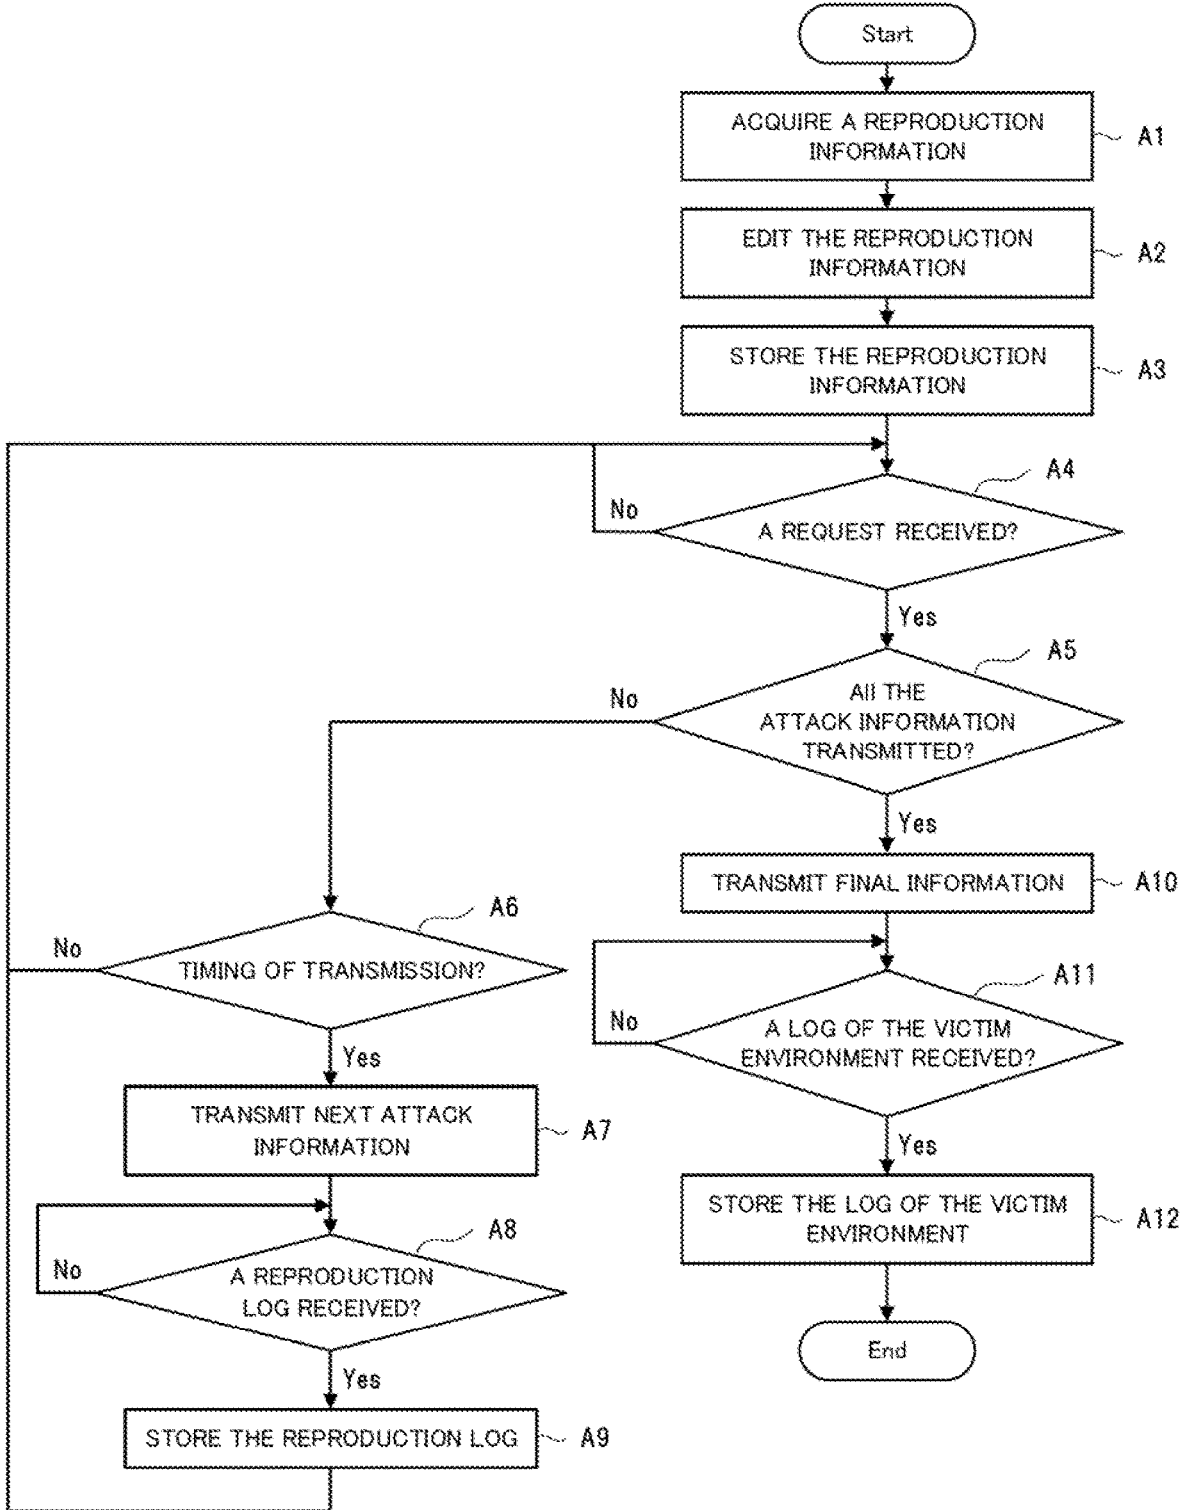 Start
ACQUIRE A REPRODUCTION
INFORMATION
A1
EDIT THE REPRODUCTION
INFORMATION
A2
STORE THE REPRODUCTION
INFORMATION
A3
A4
No
A REQUEST RECEIVED?
Yes
A5
No
All THE
ATTACK INFORMATION
TRANSMITTED?
Yes
TRANSMIT FINAL INFORMATION
A10
A6
No
TIMING OF TRANSMISSION?
Yes
TRANSMIT NEXT ATTACK
INFORMATION
A7
A8
No
A REPRODUCTION
LOG RECEIVED?
Yes
STORE THE REPRODUCTION LOG
A9
A11
No
A LOG OF THE VICTIM
ENVIRONMENT RECEIVED?
Yes
STORE THE LOG OF THE VICTIM
ENVIRONMENT
A12
End